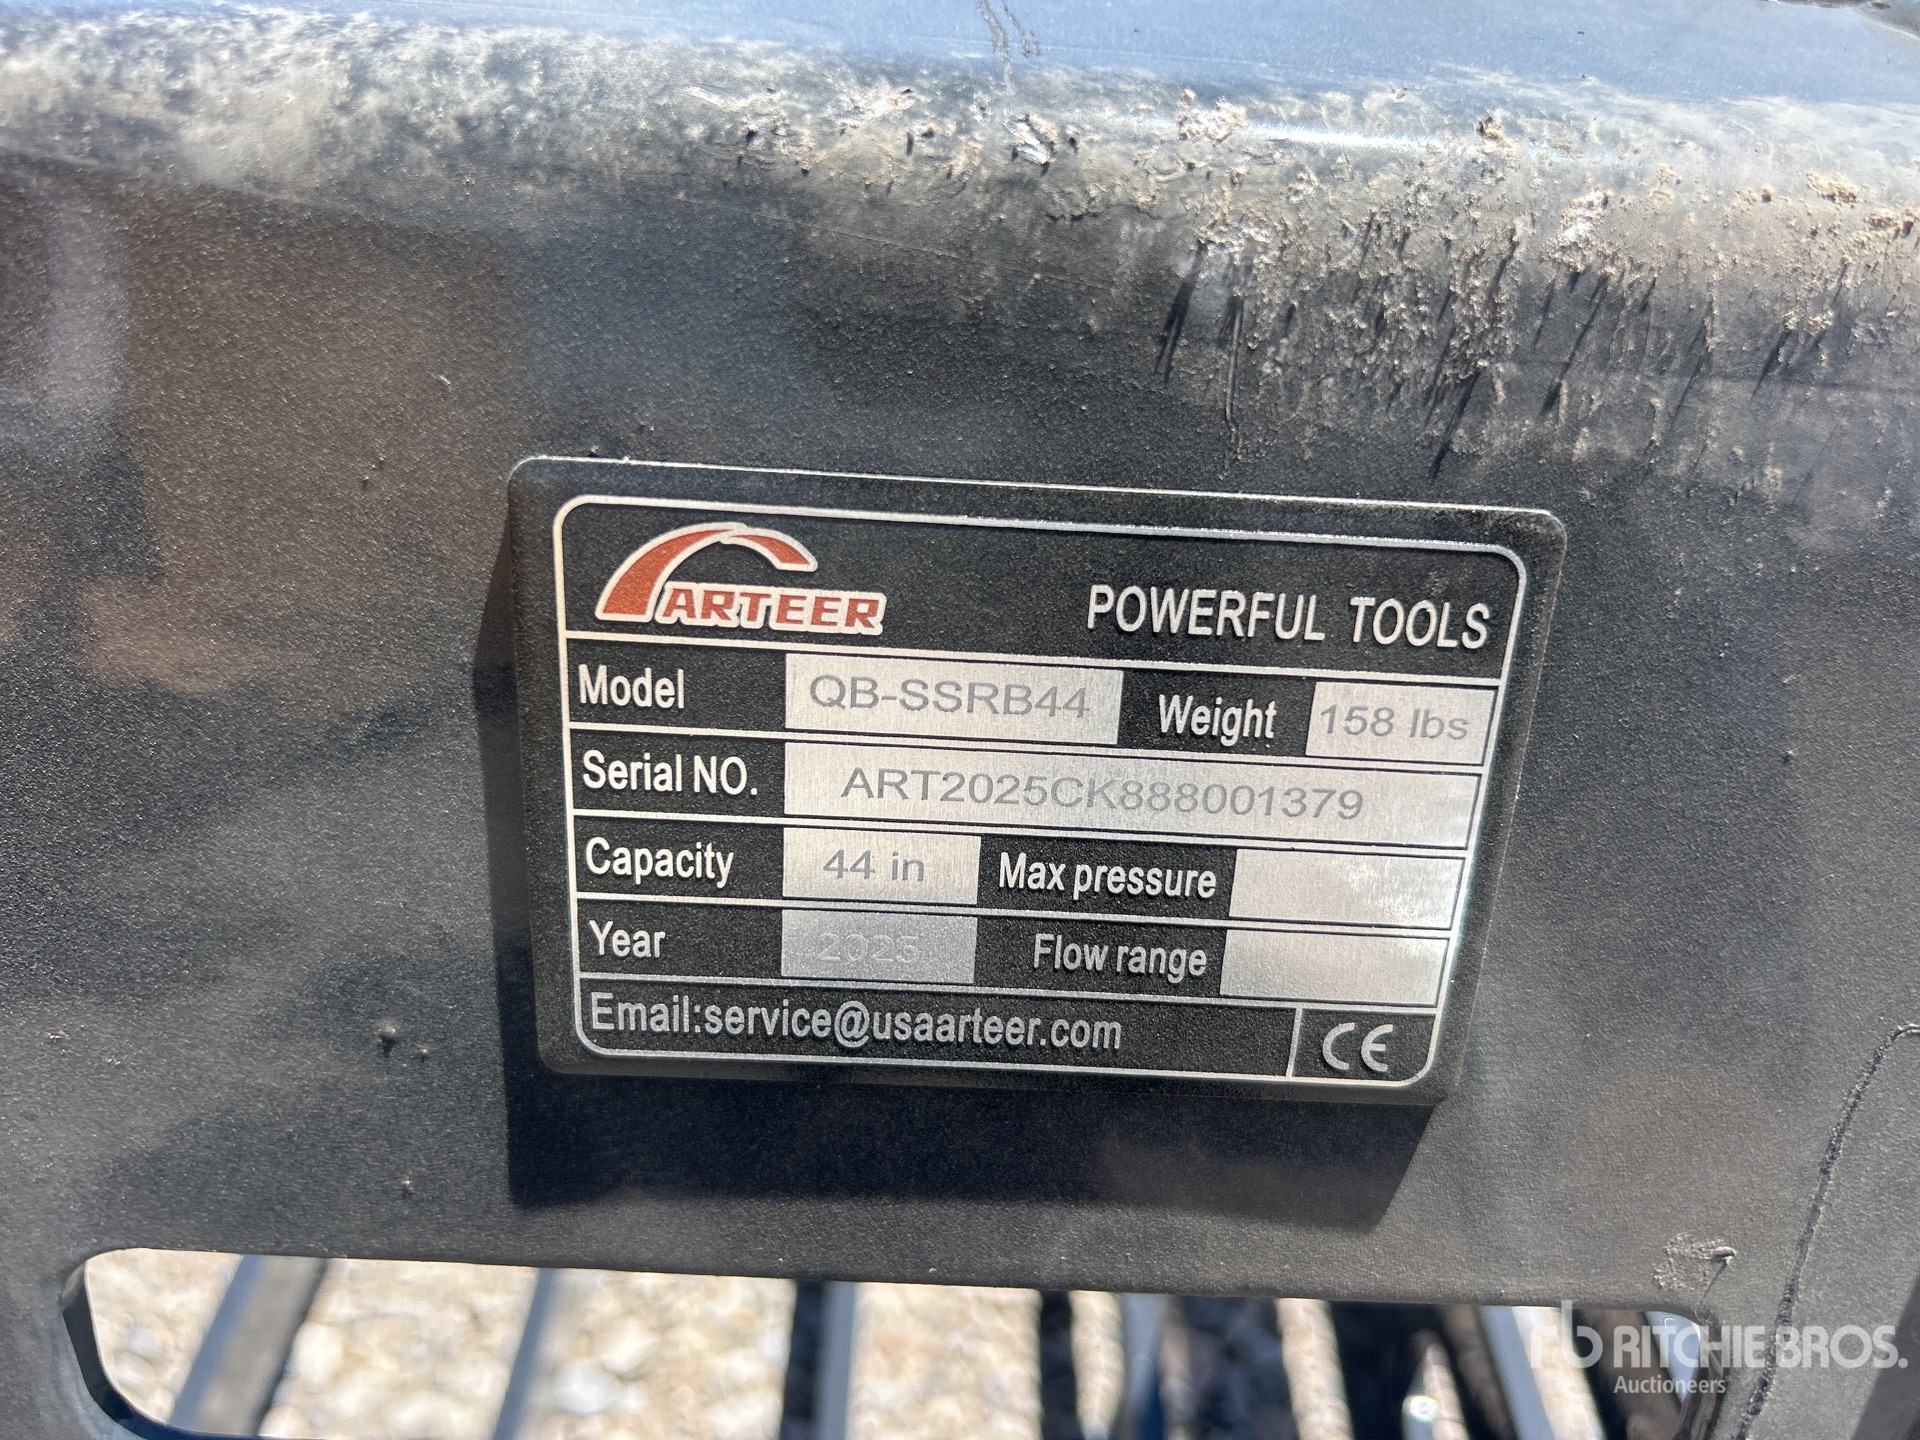 ARTEER
POWERFUL TOOLS
Model QB-SSRB44 Weight 158 lbs
Serial NO. ART2025CK888001379
Capacity 44 in Max pressure
Year 2025 Flow range
Email:service@usaarteer.com CE
rb RITCHIE BROS.
Auctioneers